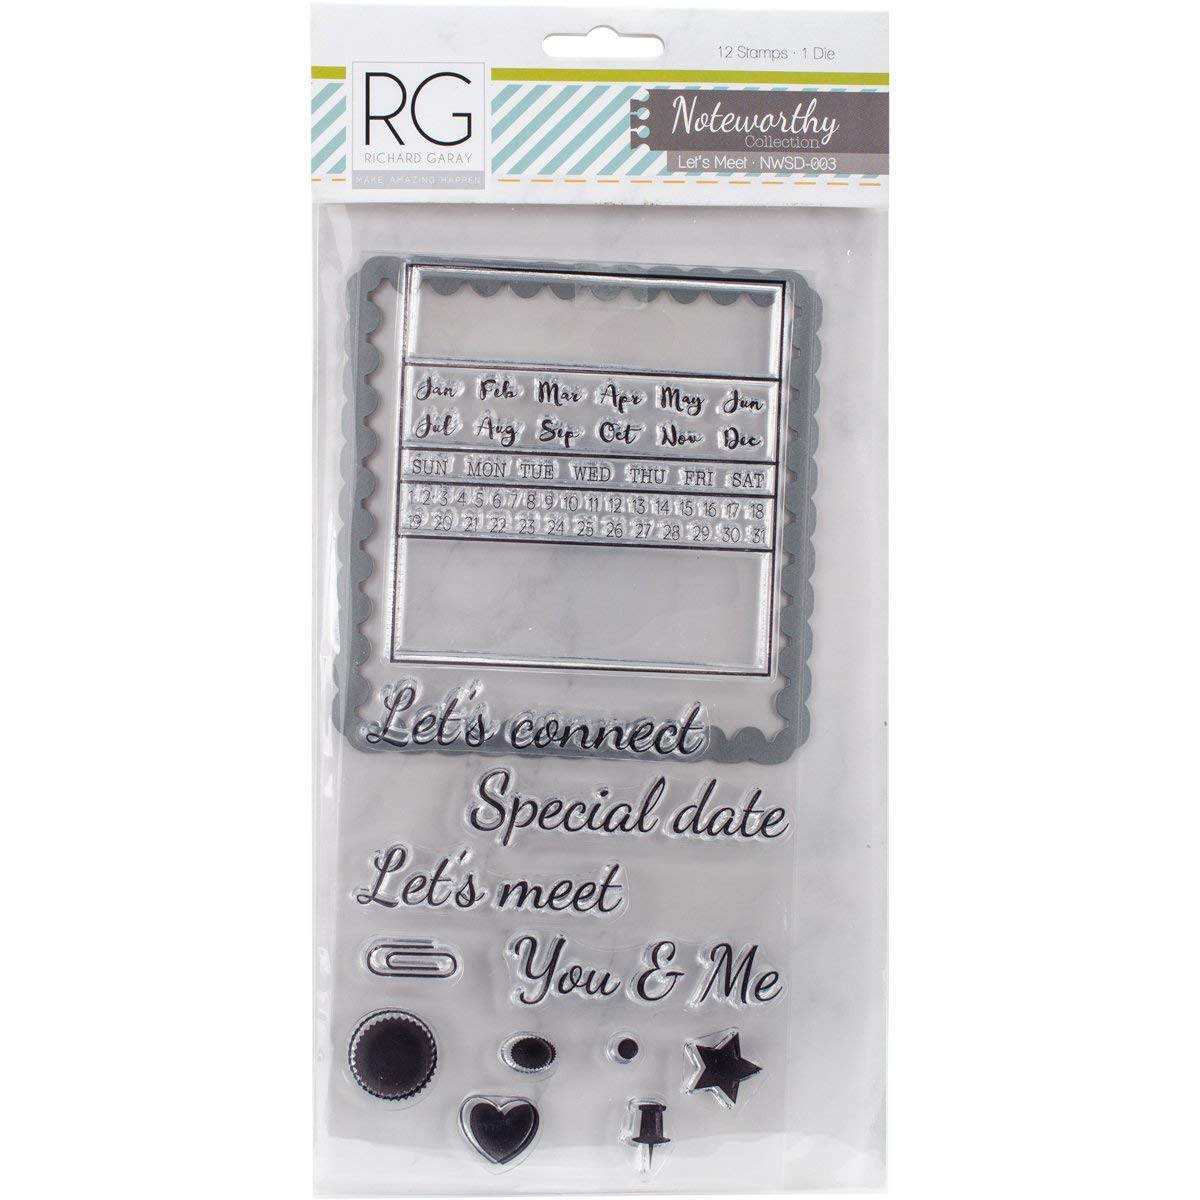 12 Stamps · 1 Die
RG
RICHARD GARAY
MAKE AMAZING HAPPEN
Noteworthy
Collection
Let's Meet · NWSD-003
Jan Feb Mar Apr May Jun
Jul Aug Sep Oct Nov Dec
SUN MON TUE WED THU FRI SAT
1 2 3 4 5 6 7 8 9 10 11 12 13 14 15 16 17 18
19 20 21 22 23 24 25 26 27 28 29 30 31
Let's connect
Special date
Let's meet
You & Me